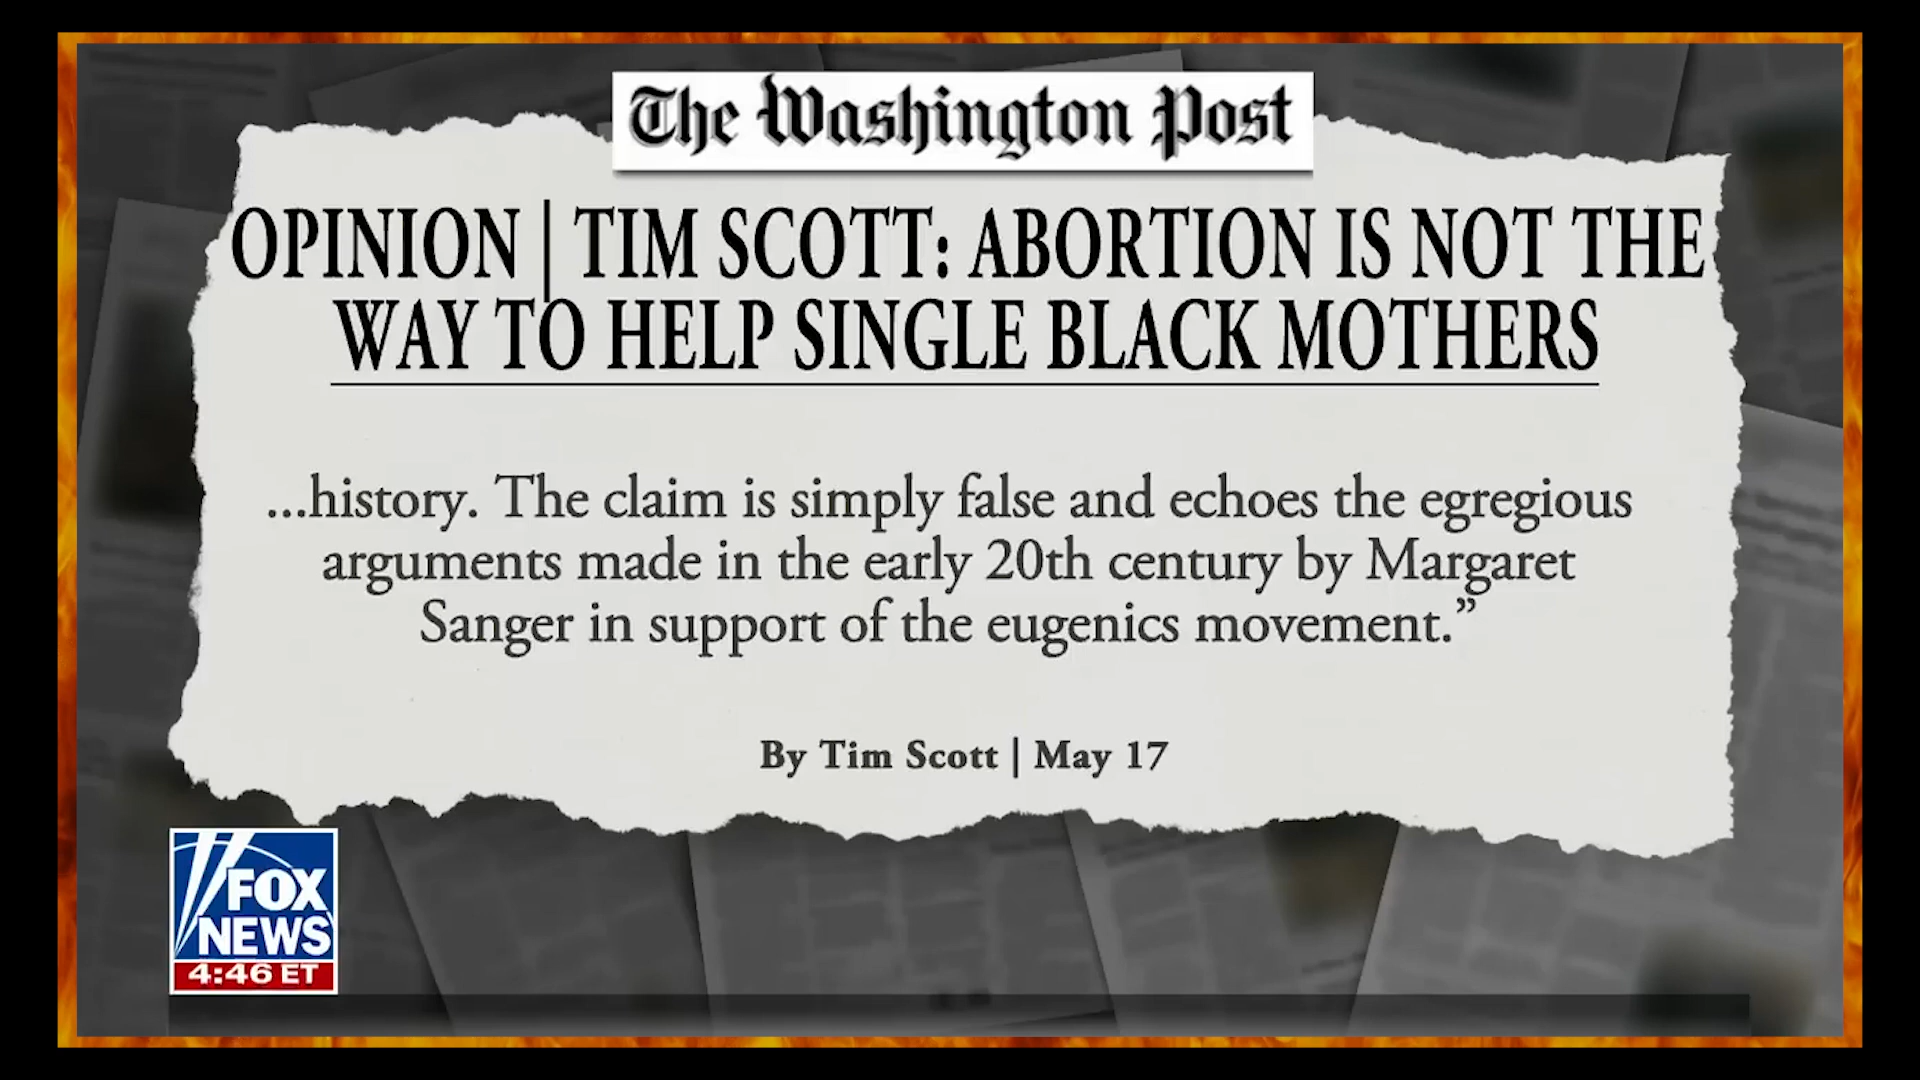 The Washington Post
OPINION | TIM SCOTT: ABORTION IS NOT THE
WAY TO HELP SINGLE BLACK MOTHERS
...history. The claim is simply false and echoes the egregious
arguments made in the early 20th century by Margaret
Sanger in support of the eugenics movement.”
By Tim Scott | May 17
FOX
NEWS
4:46 ET